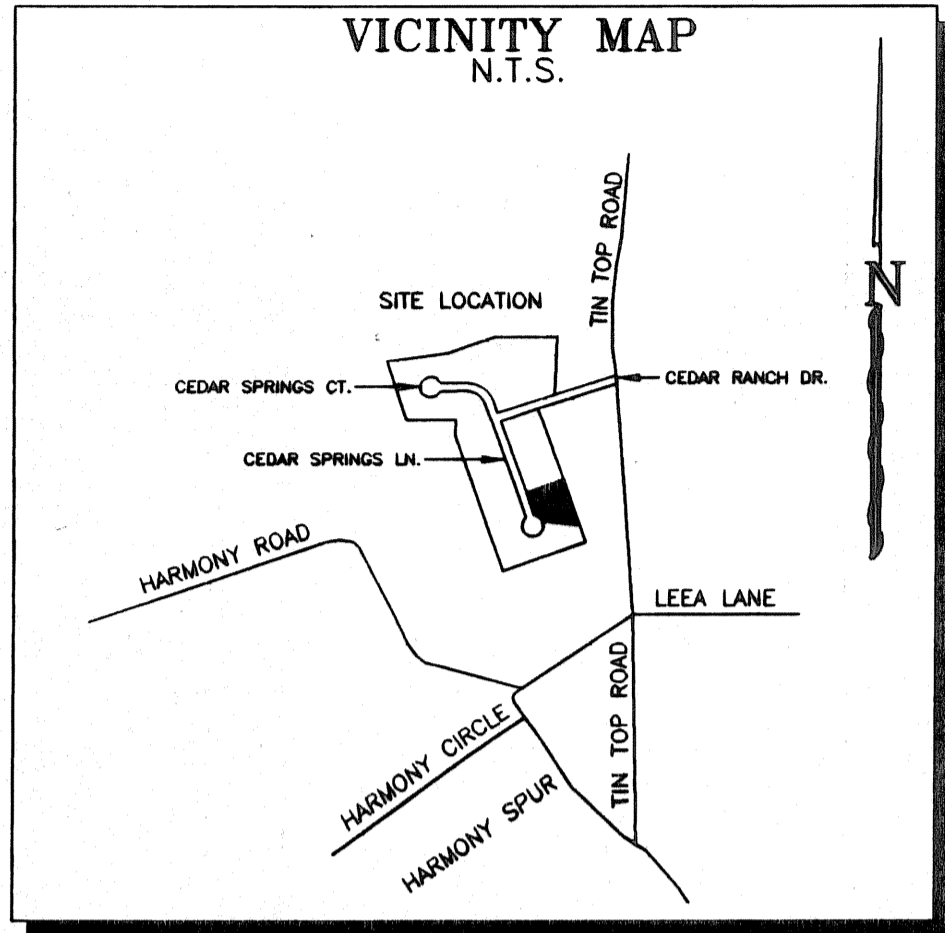 VICINITY MAP
N.T.S.
TIN TOP ROAD
N
SITE LOCATION
CEDAR SPRINGS CT.
CEDAR RANCH DR.
CEDAR SPRINGS LN.
HARMONY ROAD
LEEA LANE
TIN TOP ROAD
HARMONY CIRCLE
HARMONY SPUR